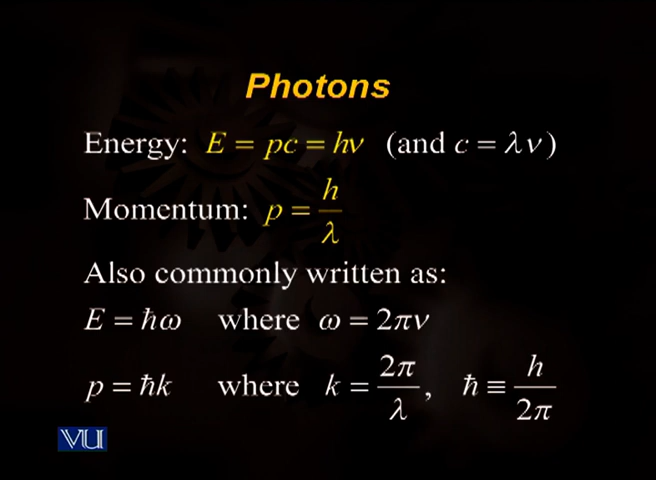 Photons
Energy: E = pc = hν (and c = λν)
Momentum: p = h/λ
Also commonly written as:
E = ħω where ω = 2πν
p = ħk where k = 2π/λ, ħ ≡ h/2π
VU